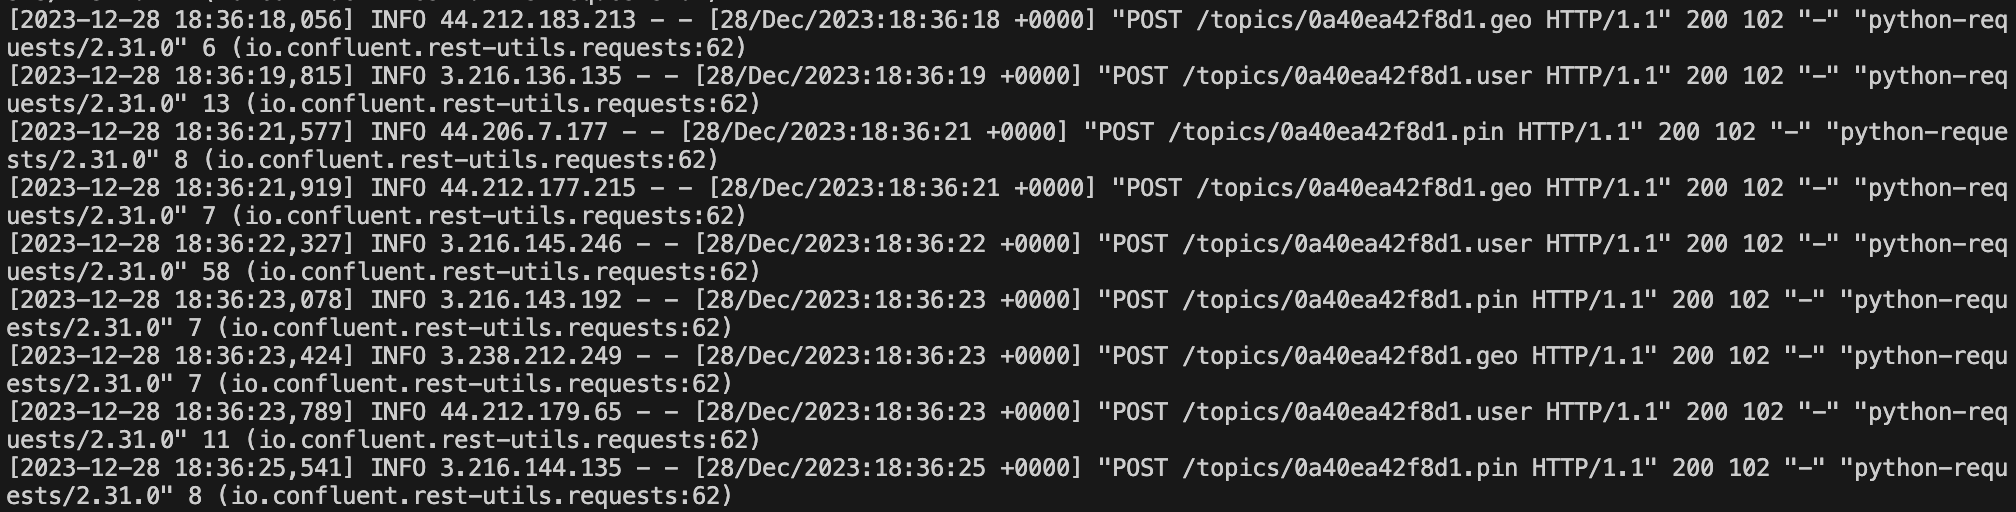 [2023-12-28 18:36:18,056] INFO 44.212.183.213 - - [28/Dec/2023:18:36:18 +0000] "POST /topics/0a40ea42f8d1.geo HTTP/1.1" 200 102 "-" "python-req
uests/2.31.0" 6 (io.confluent.rest-utils.requests:62)
[2023-12-28 18:36:19,815] INFO 3.216.136.135 - - [28/Dec/2023:18:36:19 +0000] "POST /topics/0a40ea42f8d1.user HTTP/1.1" 200 102 "-" "python-req
uests/2.31.0" 13 (io.confluent.rest-utils.requests:62)
[2023-12-28 18:36:21,577] INFO 44.206.7.177 - - [28/Dec/2023:18:36:21 +0000] "POST /topics/0a40ea42f8d1.pin HTTP/1.1" 200 102 "-" "python-reque
sts/2.31.0" 8 (io.confluent.rest-utils.requests:62)
[2023-12-28 18:36:21,919] INFO 44.212.177.215 - - [28/Dec/2023:18:36:21 +0000] "POST /topics/0a40ea42f8d1.geo HTTP/1.1" 200 102 "-" "python-req
uests/2.31.0" 7 (io.confluent.rest-utils.requests:62)
[2023-12-28 18:36:22,327] INFO 3.216.145.246 - - [28/Dec/2023:18:36:22 +0000] "POST /topics/0a40ea42f8d1.user HTTP/1.1" 200 102 "-" "python-req
uests/2.31.0" 58 (io.confluent.rest-utils.requests:62)
[2023-12-28 18:36:23,078] INFO 3.216.143.192 - - [28/Dec/2023:18:36:23 +0000] "POST /topics/0a40ea42f8d1.pin HTTP/1.1" 200 102 "-" "python-requ
ests/2.31.0" 7 (io.confluent.rest-utils.requests:62)
[2023-12-28 18:36:23,424] INFO 3.238.212.249 - - [28/Dec/2023:18:36:23 +0000] "POST /topics/0a40ea42f8d1.geo HTTP/1.1" 200 102 "-" "python-requ
ests/2.31.0" 7 (io.confluent.rest-utils.requests:62)
[2023-12-28 18:36:23,789] INFO 44.212.179.65 - - [28/Dec/2023:18:36:23 +0000] "POST /topics/0a40ea42f8d1.user HTTP/1.1" 200 102 "-" "python-req
uests/2.31.0" 11 (io.confluent.rest-utils.requests:62)
[2023-12-28 18:36:25,541] INFO 3.216.144.135 - - [28/Dec/2023:18:36:25 +0000] "POST /topics/0a40ea42f8d1.pin HTTP/1.1" 200 102 "-" "python-requ
ests/2.31.0" 8 (io.confluent.rest-utils.requests:62)